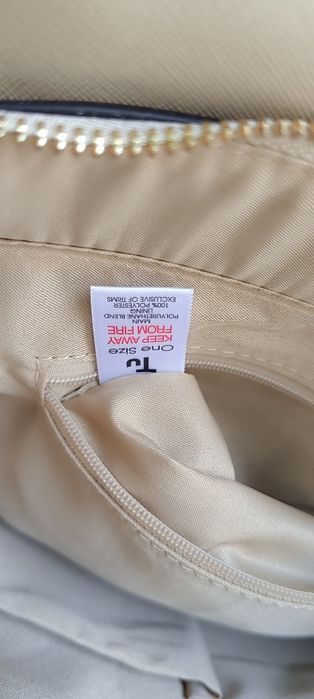 TU
One Size
KEEP AWAY
FROM FIRE
MAIN
POLYURETHANE BLEND
LINING
100% POLYESTER
EXCLUSIVE OF TRIMS